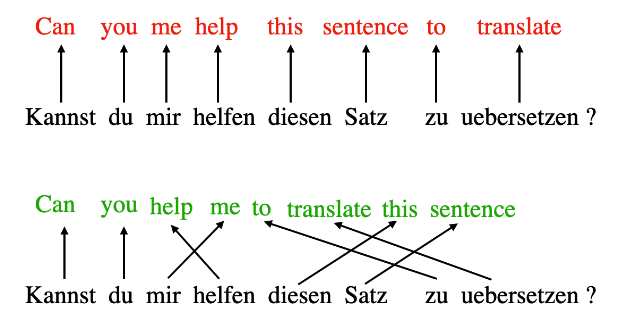 Can you me help this sentence to translate
Kannst du mir helfen diesen Satz zu uebersetzen ?
Can you help me to translate this sentence
Kannst du mir helfen diesen Satz zu uebersetzen ?